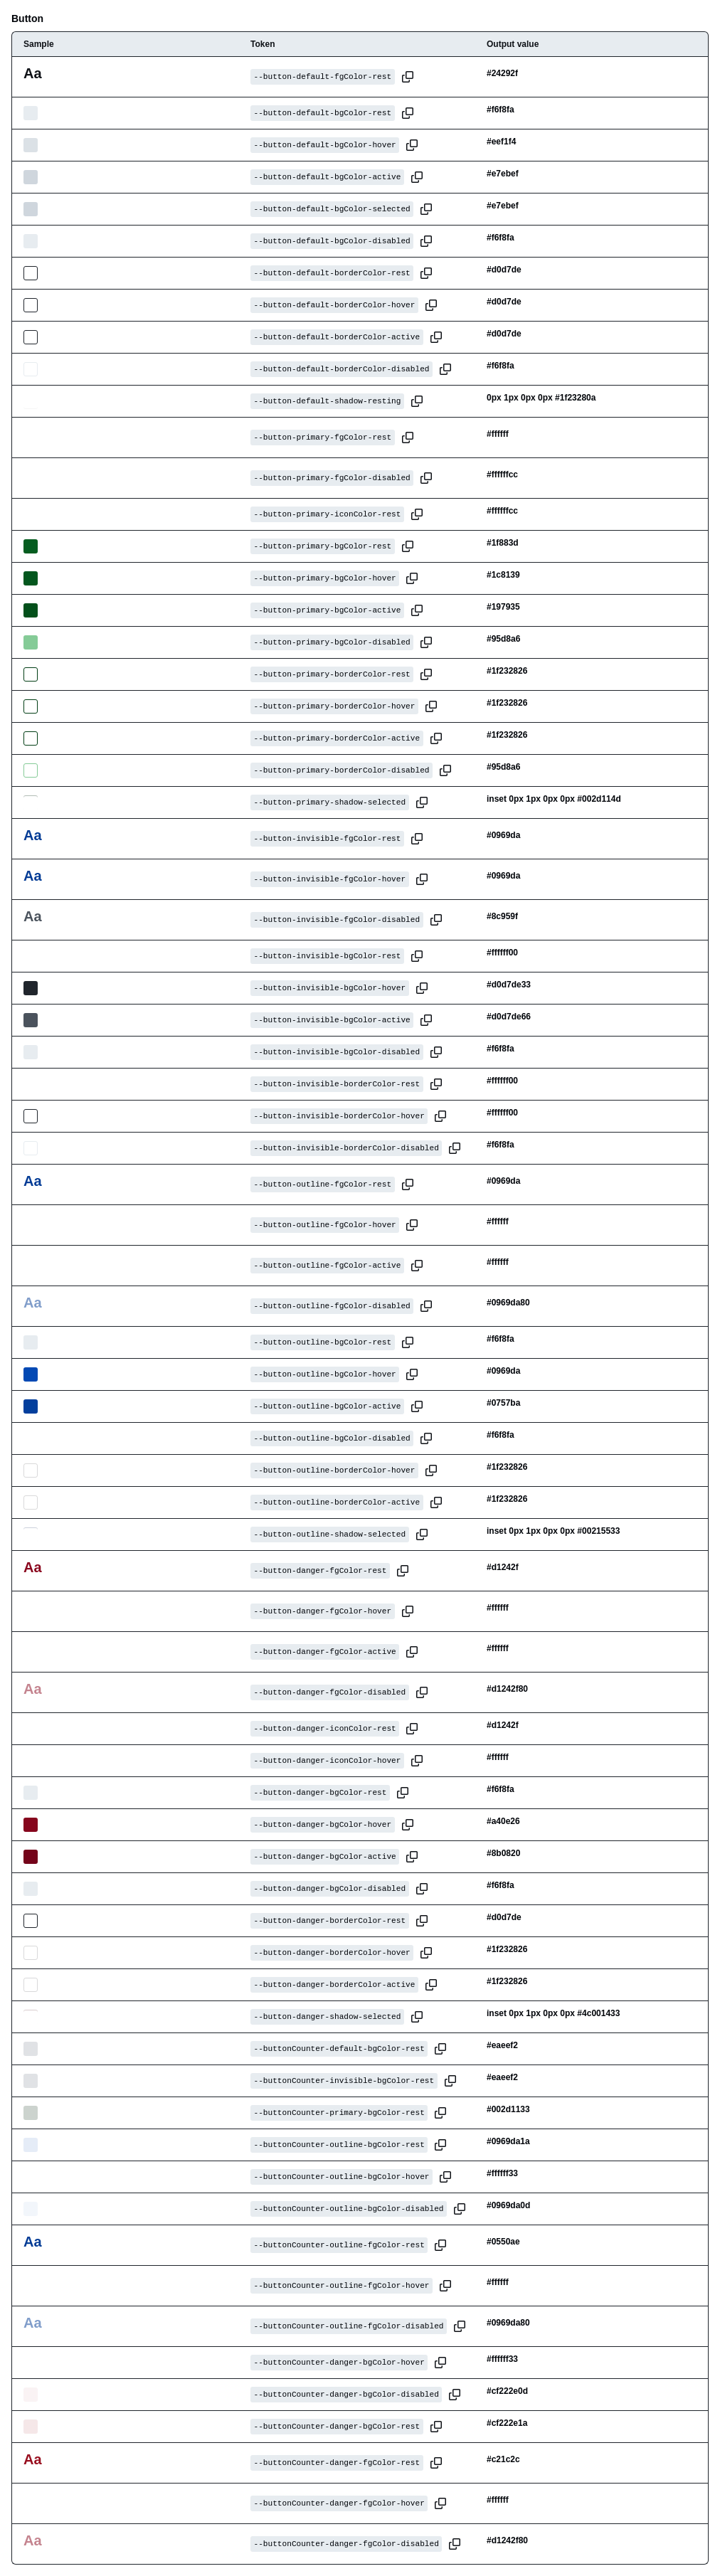 Button
Sample Token Output value
Aa --button-default-fgColor-rest #24292f
--button-default-bgColor-rest #f6f8fa
--button-default-bgColor-hover #eef1f4
--button-default-bgColor-active #e7ebef
--button-default-bgColor-selected #e7ebef
--button-default-bgColor-disabled #f6f8fa
--button-default-borderColor-rest #d0d7de
--button-default-borderColor-hover #d0d7de
--button-default-borderColor-active #d0d7de
--button-default-borderColor-disabled #f6f8fa
--button-default-shadow-resting 0px 1px 0px 0px #1f23280a
--button-primary-fgColor-rest #ffffff
--button-primary-fgColor-disabled #ffffffcc
--button-primary-iconColor-rest #ffffffcc
--button-primary-bgColor-rest #1f883d
--button-primary-bgColor-hover #1c8139
--button-primary-bgColor-active #197935
--button-primary-bgColor-disabled #95d8a6
--button-primary-borderColor-rest #1f232826
--button-primary-borderColor-hover #1f232826
--button-primary-borderColor-active #1f232826
--button-primary-borderColor-disabled #95d8a6
--button-primary-shadow-selected inset 0px 1px 0px 0px #002d114d
Aa --button-invisible-fgColor-rest #0969da
Aa --button-invisible-fgColor-hover #0969da
Aa --button-invisible-fgColor-disabled #8c959f
--button-invisible-bgColor-rest #ffffff00
--button-invisible-bgColor-hover #d0d7de33
--button-invisible-bgColor-active #d0d7de66
--button-invisible-bgColor-disabled #f6f8fa
--button-invisible-borderColor-rest #ffffff00
--button-invisible-borderColor-hover #ffffff00
--button-invisible-borderColor-disabled #f6f8fa
Aa --button-outline-fgColor-rest #0969da
--button-outline-fgColor-hover #ffffff
--button-outline-fgColor-active #ffffff
Aa --button-outline-fgColor-disabled #0969da80
--button-outline-bgColor-rest #f6f8fa
--button-outline-bgColor-hover #0969da
--button-outline-bgColor-active #0757ba
--button-outline-bgColor-disabled #f6f8fa
--button-outline-borderColor-hover #1f232826
--button-outline-borderColor-active #1f232826
--button-outline-shadow-selected inset 0px 1px 0px 0px #00215533
Aa --button-danger-fgColor-rest #d1242f
--button-danger-fgColor-hover #ffffff
--button-danger-fgColor-active #ffffff
Aa --button-danger-fgColor-disabled #d1242f80
--button-danger-iconColor-rest #d1242f
--button-danger-iconColor-hover #ffffff
--button-danger-bgColor-rest #f6f8fa
--button-danger-bgColor-hover #a40e26
--button-danger-bgColor-active #8b0820
--button-danger-bgColor-disabled #f6f8fa
--button-danger-borderColor-rest #d0d7de
--button-danger-borderColor-hover #1f232826
--button-danger-borderColor-active #1f232826
--button-danger-shadow-selected inset 0px 1px 0px 0px #4c001433
--buttonCounter-default-bgColor-rest #eaeef2
--buttonCounter-invisible-bgColor-rest #eaeef2
--buttonCounter-primary-bgColor-rest #002d1133
--buttonCounter-outline-bgColor-rest #0969da1a
--buttonCounter-outline-bgColor-hover #ffffff33
--buttonCounter-outline-bgColor-disabled #0969da0d
Aa --buttonCounter-outline-fgColor-rest #0550ae
--buttonCounter-outline-fgColor-hover #ffffff
Aa --buttonCounter-outline-fgColor-disabled #0969da80
--buttonCounter-danger-bgColor-hover #ffffff33
--buttonCounter-danger-bgColor-disabled #cf222e0d
--buttonCounter-danger-bgColor-rest #cf222e1a
Aa --buttonCounter-danger-fgColor-rest #c21c2c
--buttonCounter-danger-fgColor-hover #ffffff
Aa --buttonCounter-danger-fgColor-disabled #d1242f80